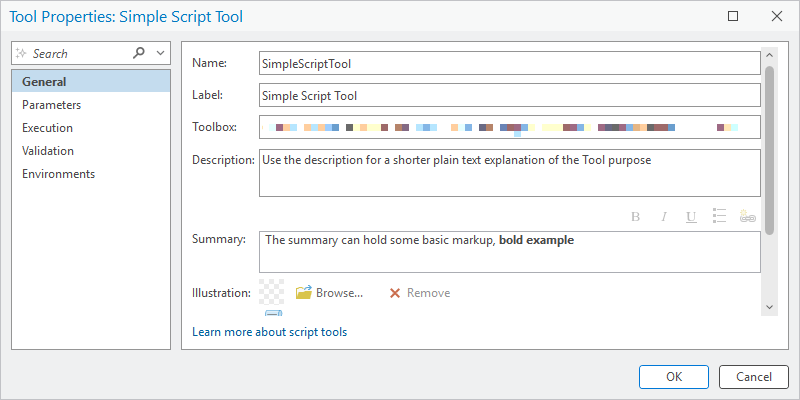 Tool Properties: Simple Script Tool
Search
General
Parameters
Execution
Validation
Environments
Name:
SimpleScriptTool
Label:
Simple Script Tool
Toolbox:
Description:
Use the description for a shorter plain text explanation of the Tool purpose
B I U
Summary:
The summary can hold some basic markup, bold example
Illustration:
Browse...
Remove
Learn more about script tools
OK
Cancel